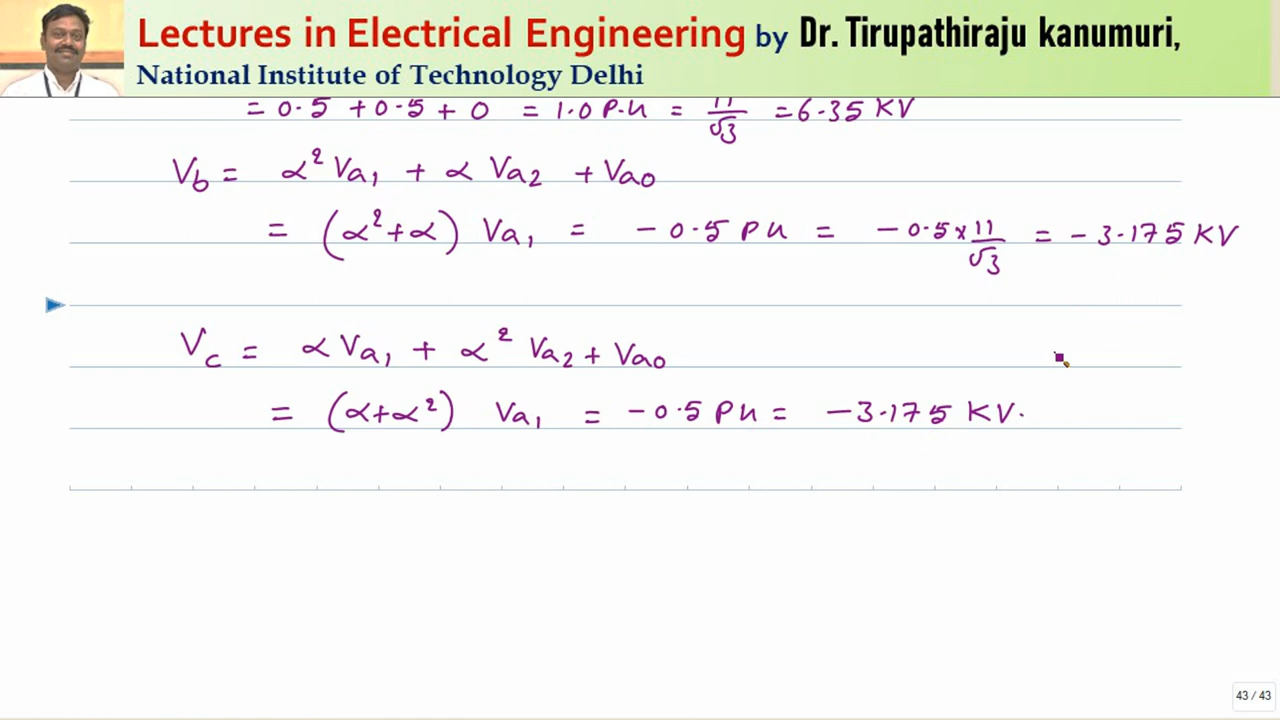 Lectures in Electrical Engineering by Dr. Tirupathiraju kanumuri,
National Institute of Technology Delhi
= 0.5 + 0.5 + 0 = 1.0 P.u = 11/√3 = 6.35 KV
V_b = α² Va₁ + α Va₂ + Va₀
= (α² + α) Va₁ = - 0.5 pu = - 0.5 × 11/√3 = - 3.175 KV
V_c = α Va₁ + α² Va₂ + Va₀
= (α + α²) Va₁ = - 0.5 pu = - 3.175 KV.
43 / 43